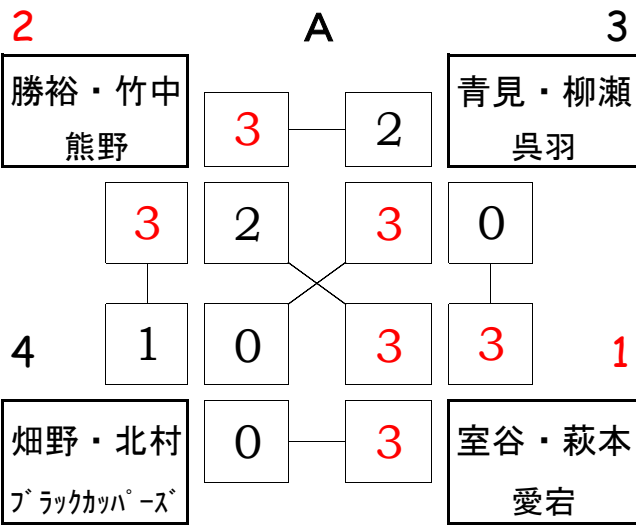 2 A 3
勝裕・竹中 青見・柳瀬
熊野 呉羽
3 2
3 2 3 0
1 0 3 3
4 1
0 3
畑野・北村 室谷・萩本
ﾌﾞﾗｯｸｶｯﾊﾟｰｽﾞ 愛宕